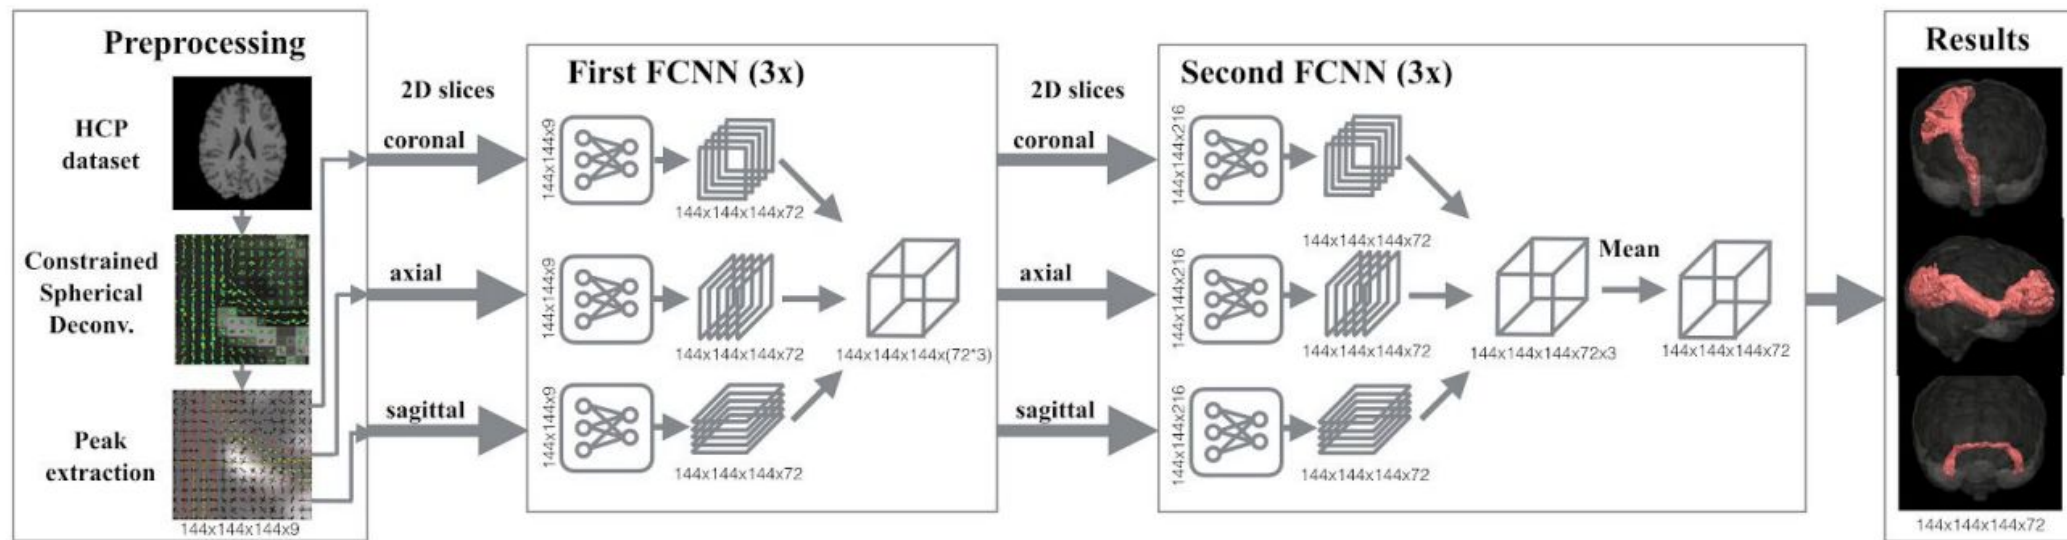 Preprocessing
HCP
dataset
Constrained
Spherical
Deconv.
Peak
extraction
144x144x144x9
2D slices
coronal
axial
sagittal
First FCNN (3x)
144x144x9
144x144x144x72
144x144x9
144x144x144x72
144x144x9
144x144x144x72
144x144x144x(72*3)
2D slices
coronal
axial
sagittal
Second FCNN (3x)
144x144x216
144x144x144x72
144x144x216
144x144x144x72
144x144x216
144x144x144x72
144x144x144x72x3
Mean
144x144x144x72
Results
144x144x144x72